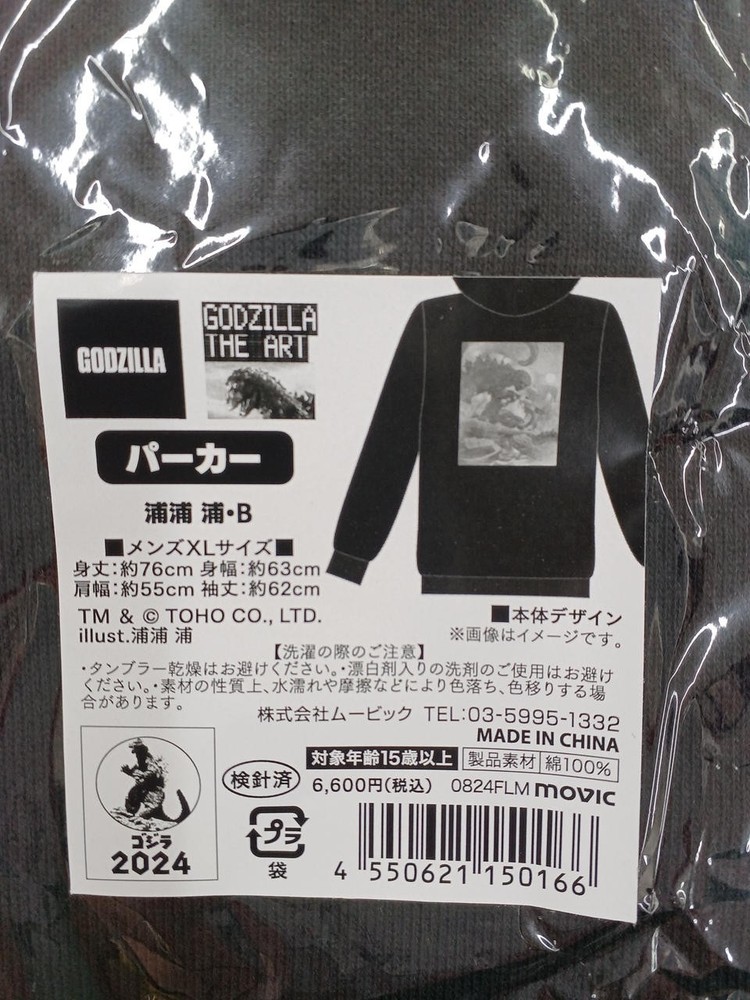 GODZILLA
GODZILLA
THE ART
パーカー
浦浦 浦・B
■メンズXLサイズ■
身丈:約76cm 身幅:約63cm
肩幅:約55cm 袖丈:約62cm
TM & © TOHO CO., LTD.
illust.浦浦 浦
■本体デザイン
※画像はイメージです。
【洗濯の際のご注意】
・タンブラー乾燥はお避けください。・漂白剤入りの洗剤のご使用はお避け
ください。・素材の性質上、水濡れや摩擦などにより色落ち、色移りする場
合があります。
株式会社ムービック TEL:03-5995-1332
MADE IN CHINA
対象年齢15歳以上 製品素材 綿100%
検針済 6,600円(税込) 0824FLM movic
ゴジラ
2024
プラ
袋
4 550621 150166